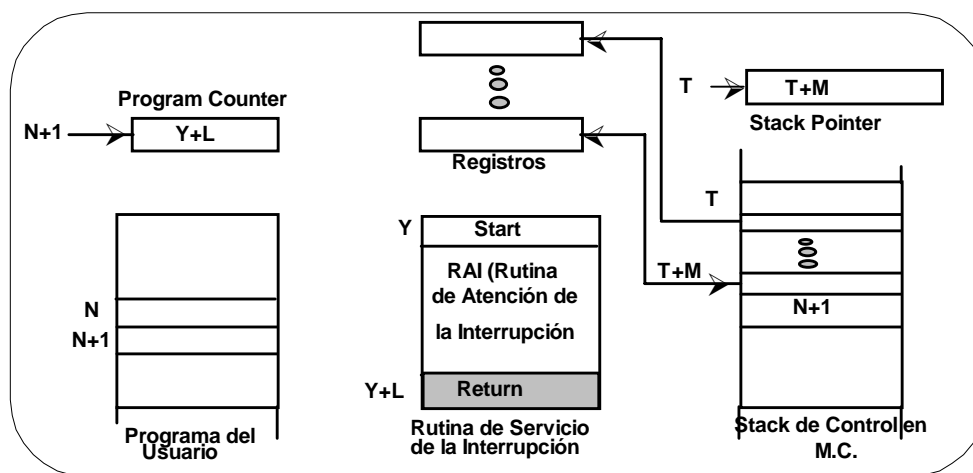 Program Counter
N+1
Y+L
Registros
T
T+M
Stack Pointer
N
N+1
Programa del
Usuario
Y
Start
RAI (Rutina
de Atención de
la Interrupción
Y+L
Return
Rutina de Servicio
de la Interrupción
T
T+M
N+1
Stack de Control en
M.C.